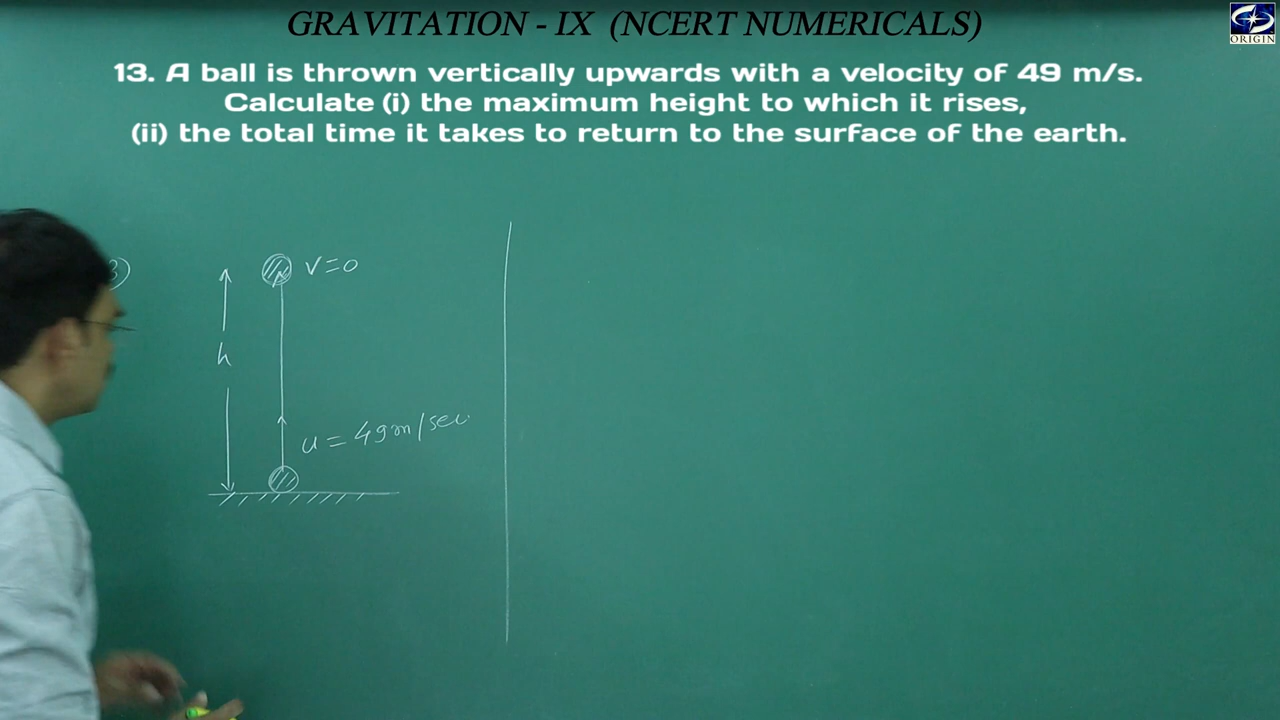 GRAVITATION - IX (NCERT NUMERICALS)
ORIGIN
13. A ball is thrown vertically upwards with a velocity of 49 m/s.
Calculate (i) the maximum height to which it rises,
(ii) the total time it takes to return to the surface of the earth.
3)
v=0
h
u = 49m/sec